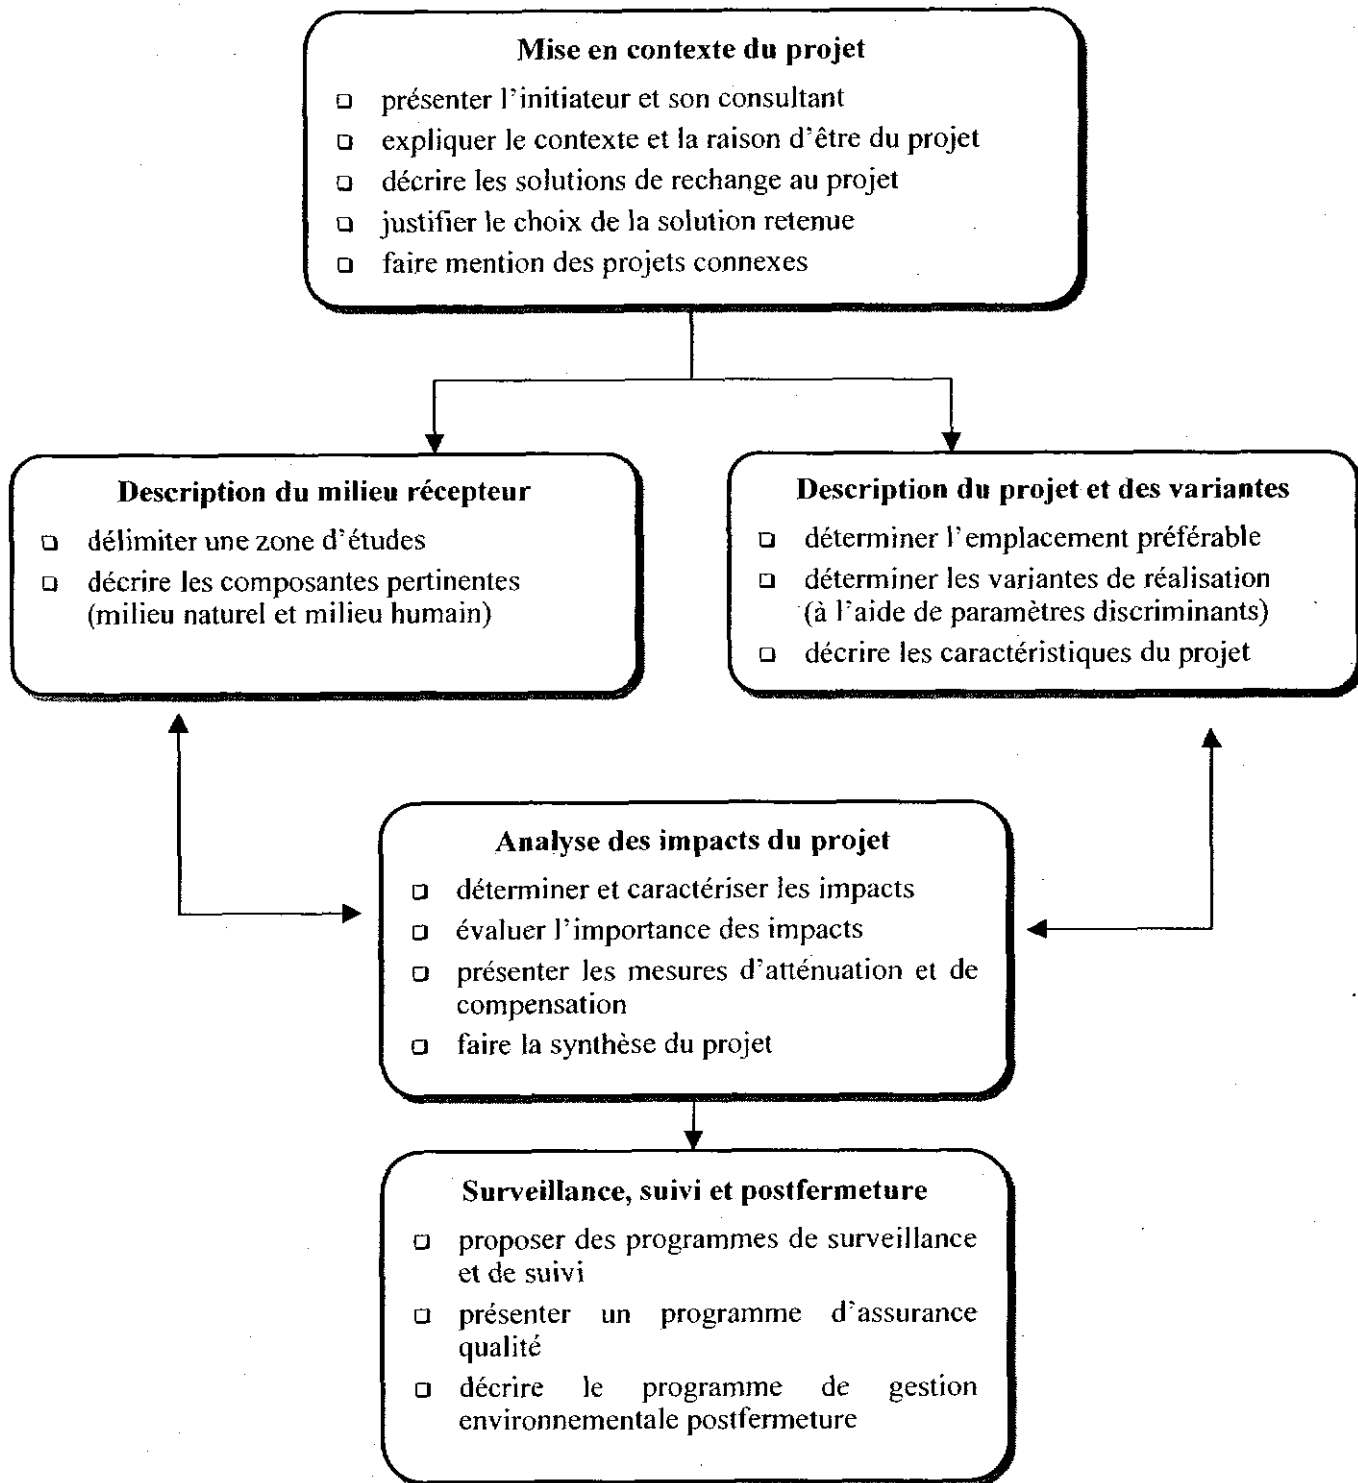 Mise en contexte du projet
❑ présenter l'initiateur et son consultant
❑ expliquer le contexte et la raison d'être du projet
❑ décrire les solutions de rechange au projet
❑ justifier le choix de la solution retenue
❑ faire mention des projets connexes
Description du milieu récepteur
❑ délimiter une zone d'études
❑ décrire les composantes pertinentes
(milieu naturel et milieu humain)
Description du projet et des variantes
❑ déterminer l'emplacement préférable
❑ déterminer les variantes de réalisation
(à l'aide de paramètres discriminants)
❑ décrire les caractéristiques du projet
Analyse des impacts du projet
❑ déterminer et caractériser les impacts
❑ évaluer l'importance des impacts
❑ présenter les mesures d'atténuation et de
compensation
❑ faire la synthèse du projet
Surveillance, suivi et postfermeture
❑ proposer des programmes de surveillance
et de suivi
❑ présenter un programme d'assurance
qualité
❑ décrire le programme de gestion
environnementale postfermeture